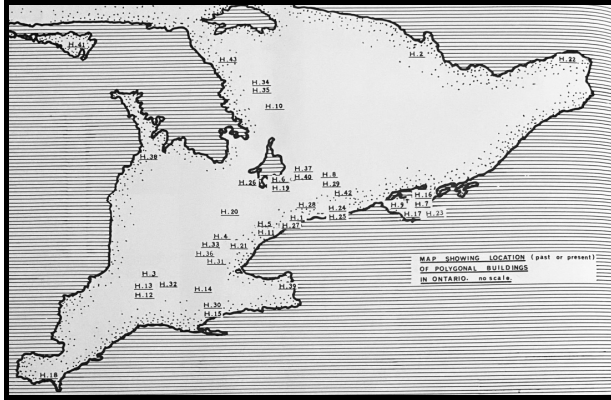 H.41
H.43
H.2
H.22
H.34
H.35
H.10
H.38
H.37
H.40
H.8
H.26
H.6
H.19
H.29
H.42
H.16
H.9
H.7
H.17
H.23
H.28
H.24
H.20
H.1
H.25
H.5
H.27
H.11
H.4
H.33
H.21
H.36
H.31
MAP SHOWING LOCATION (past or present)
OF POLYGONAL BUILDINGS
IN ONTARIO. no scale.
H.3
H.13
H.32
H.12
H.14
H.39
H.30
H.15
H.18